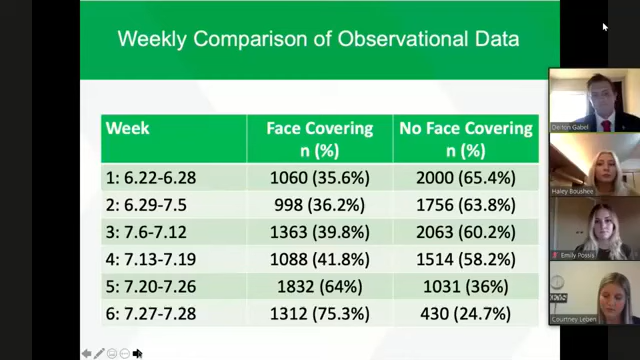 Weekly Comparison of Observational Data
Week Face Covering n (%) No Face Covering n (%)
1: 6.22-6.28 1060 (35.6%) 2000 (65.4%)
2: 6.29-7.5 998 (36.2%) 1756 (63.8%)
3: 7.6-7.12 1363 (39.8%) 2063 (60.2%)
4: 7.13-7.19 1088 (41.8%) 1514 (58.2%)
5: 7.20-7.26 1832 (64%) 1031 (36%)
6: 7.27-7.28 1312 (75.3%) 430 (24.7%)
Gabel
Haley Boushee
Emily Possis
Courtney Leben